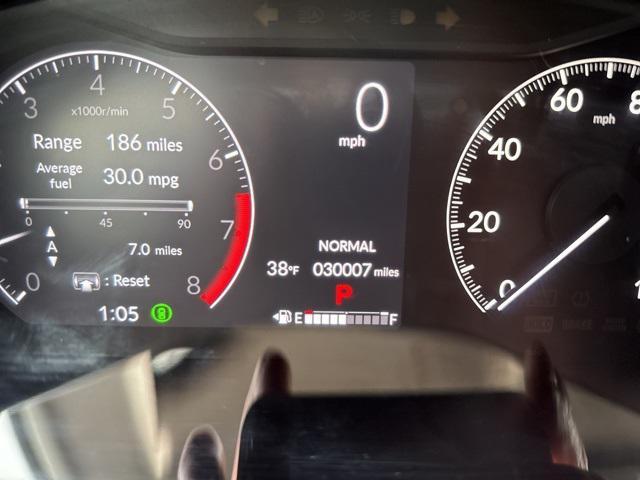 3 4 5 6 7 8
x1000r/min
Range 186 miles
Average fuel 30.0 mpg
0 45 90
A 7.0 miles
0 : Reset
1:05
0
mph
NORMAL
38°F 030007 miles
P
E F
0 20 40 60
mph
BRAKE